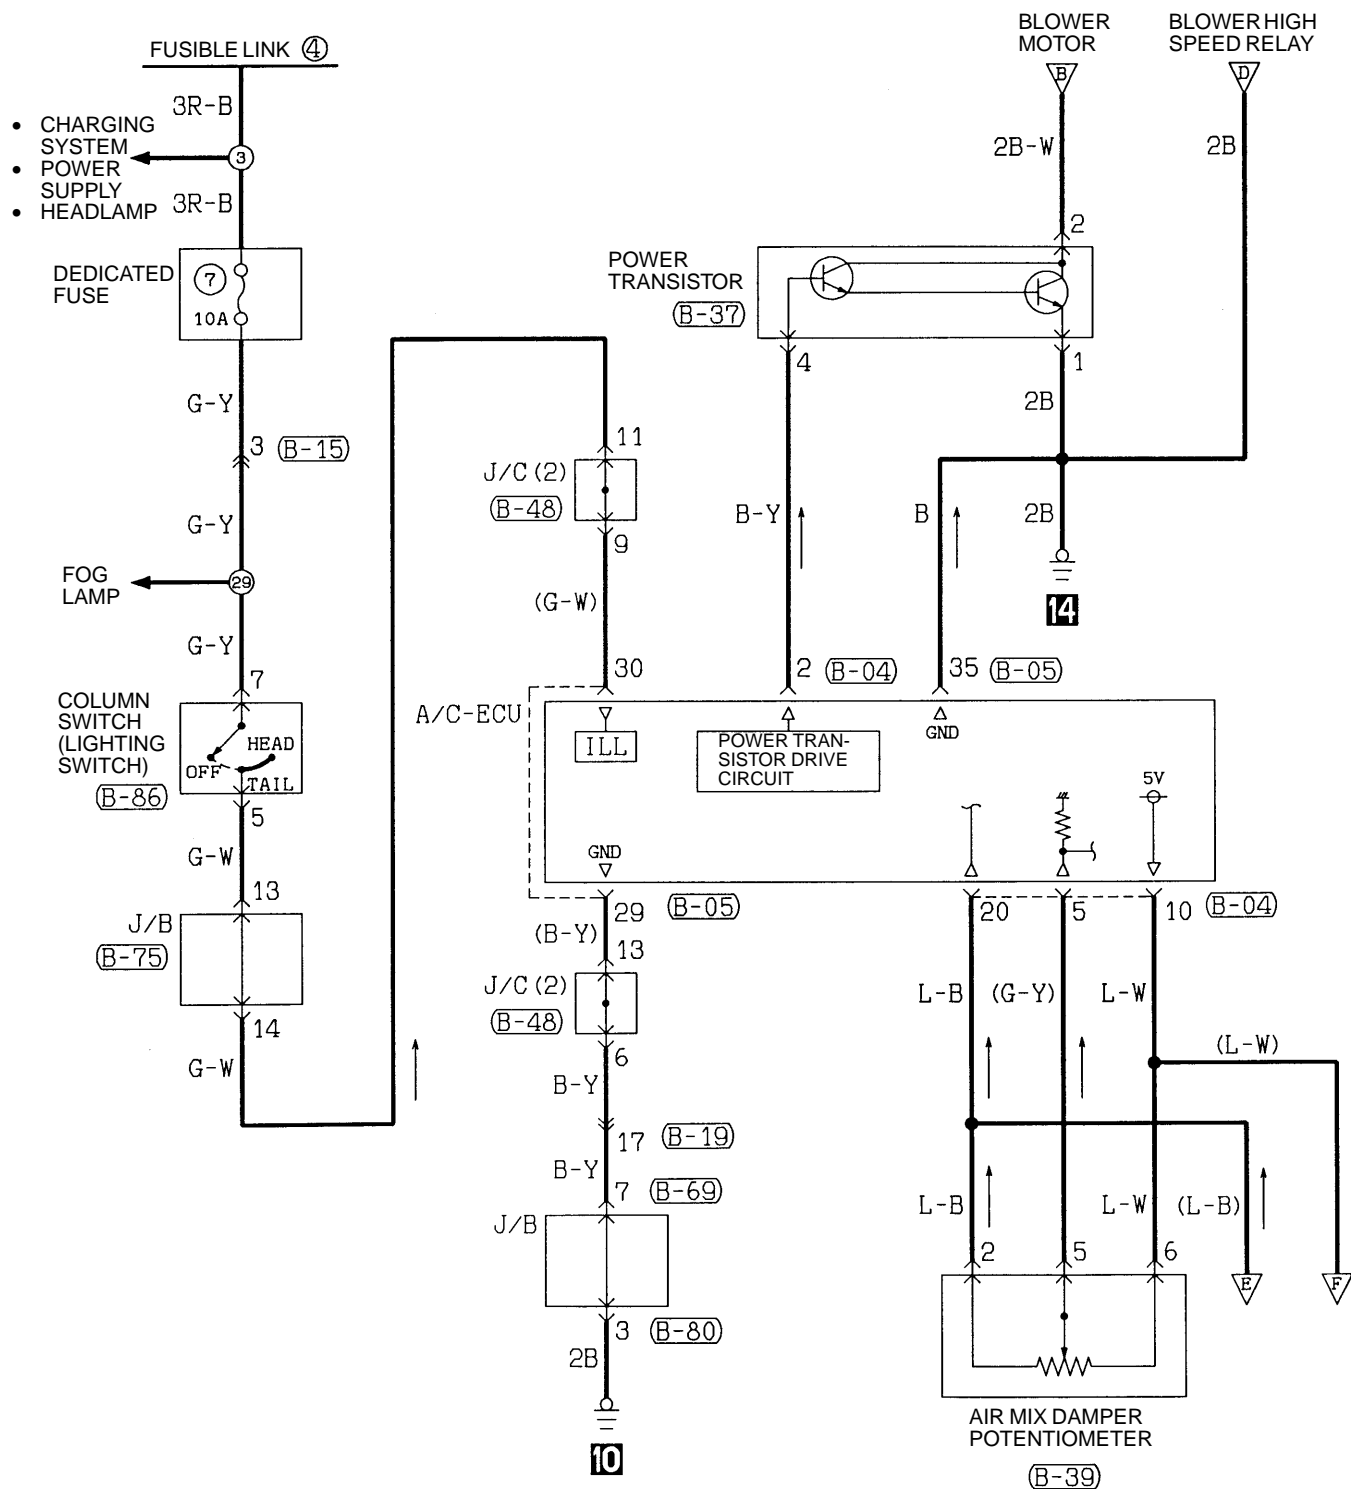 BLOWER
MOTOR
BLOWER HIGH
SPEED RELAY
FUSIBLE LINK ④
B
D
3R-B
• CHARGING
SYSTEM
• POWER
SUPPLY
• HEADLAMP
3
3R-B
2B-W
2B
2
DEDICATED
FUSE
7
10A
POWER
TRANSISTOR
B-37
4
1
G-Y
2B
3
B-15
11
J/C (2)
B-48
9
G-Y
B-Y
B
2B
FOG
LAMP
29
(G-W)
14
G-Y
7
30
2
B-04
35
B-05
COLUMN
SWITCH
(LIGHTING
SWITCH)
B-86
OFF
HEAD
TAIL
A/C-ECU
ILL
POWER TRAN-
SISTOR DRIVE
CIRCUIT
GND
5V
5
G-W
GND
13
29
B-05
20
5
10
B-04
J/B
B-75
(B-Y)
13
J/C (2)
B-48
L-B
(G-Y)
L-W
14
6
(L-W)
G-W
B-Y
17
B-19
B-Y
7
B-69
L-B
L-W
(L-B)
J/B
2
5
6
E
F
3
B-80
2B
10
AIR MIX DAMPER
POTENTIOMETER
B-39